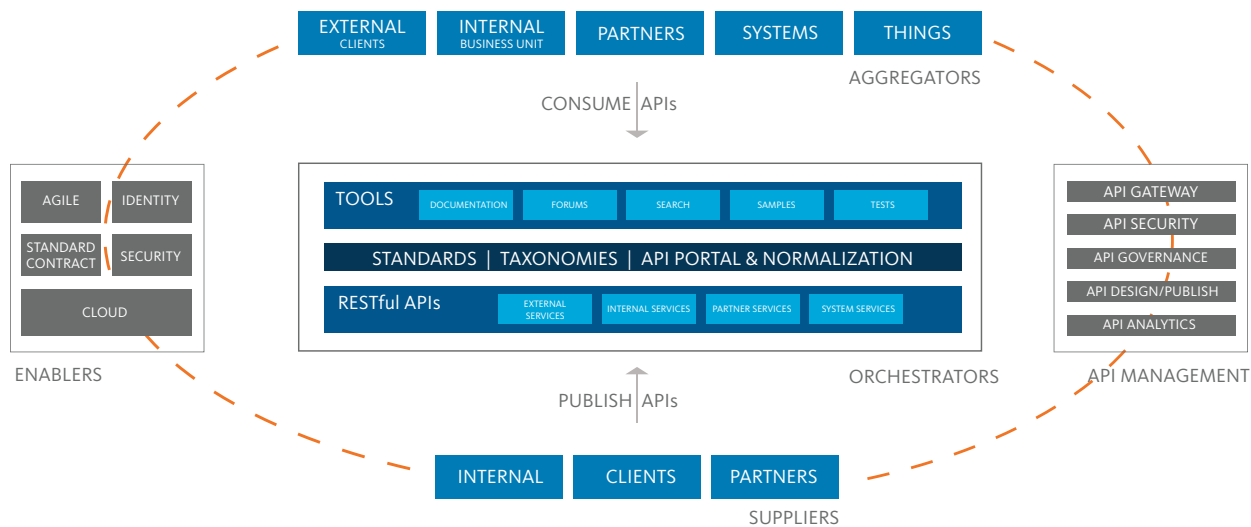 EXTERNAL
CLIENTS
INTERNAL
BUSINESS UNIT
PARTNERS
SYSTEMS
THINGS
AGGREGATORS
CONSUME APIs
AGILE
IDENTITY
STANDARD
CONTRACT
SECURITY
CLOUD
ENABLERS
TOOLS
DOCUMENTATION
FORUMS
SEARCH
SAMPLES
TESTS
STANDARDS | TAXONOMIES | API PORTAL & NORMALIZATION
RESTful APIs
EXTERNAL
SERVICES
INTERNAL SERVICES
PARTNER SERVICES
SYSTEM SERVICES
ORCHESTRATORS
API GATEWAY
API SECURITY
API GOVERNANCE
API DESIGN/PUBLISH
API ANALYTICS
API MANAGEMENT
PUBLISH APIs
INTERNAL
CLIENTS
PARTNERS
SUPPLIERS